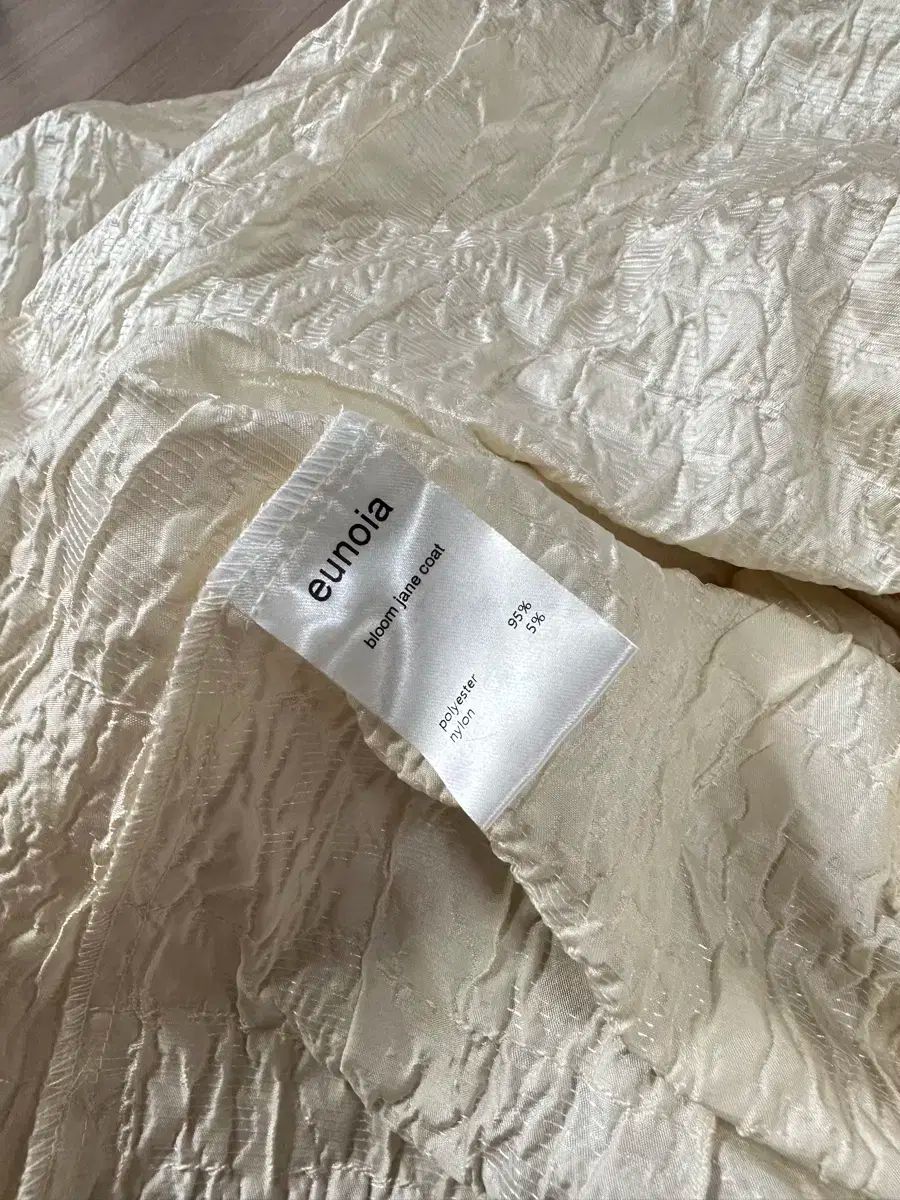 eunoia
bloom jane coat
polyester 95%
nylon 5%